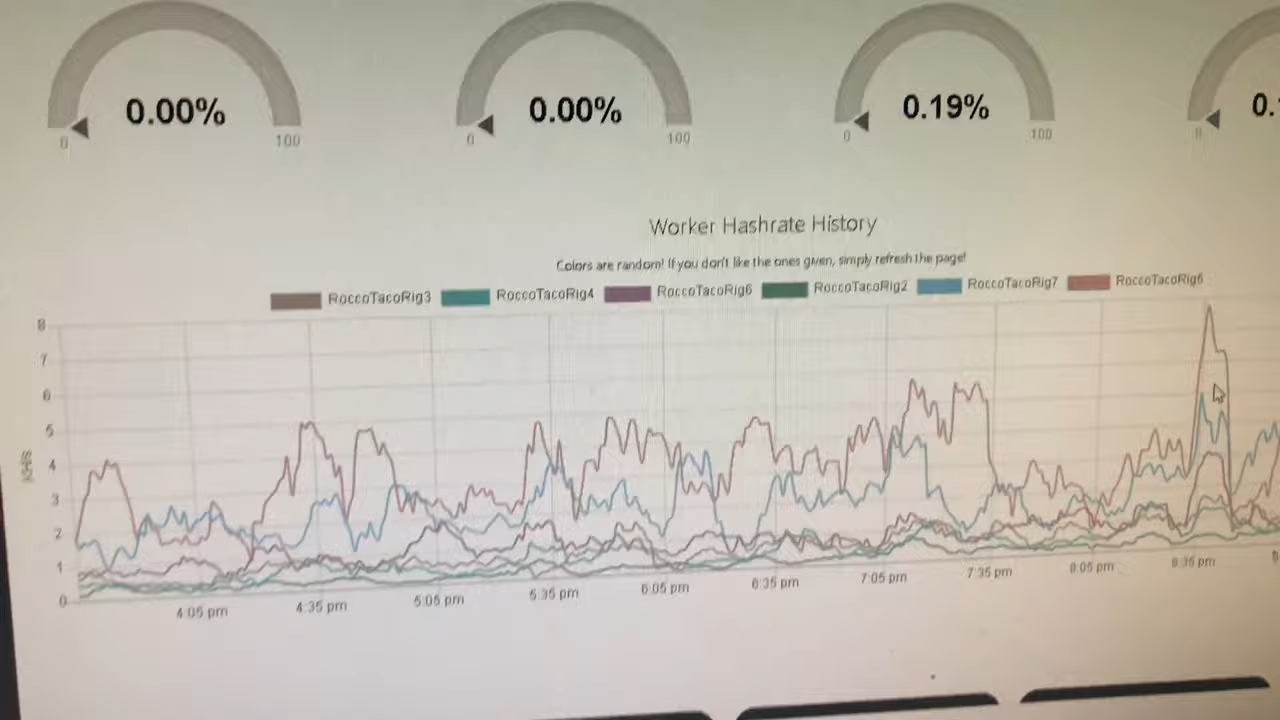 0.00% 0.00% 0.19%
0 100 0 100 0 100 0
Worker Hashrate History
Colors are random! If you don't like the ones given, simply refresh the page!
RoccoTacoRig3 RoccoTacoRig4 RoccoTacoRig6 RoccoTacoRig2 RoccoTacoRig7 RoccoTacoRig6
8
7
6
5
4
KH/s
3
2
1
0
4:05 pm 4:35 pm 5:05 pm 5:35 pm 6:05 pm 6:35 pm 7:05 pm 7:35 pm 8:05 pm 8:35 pm